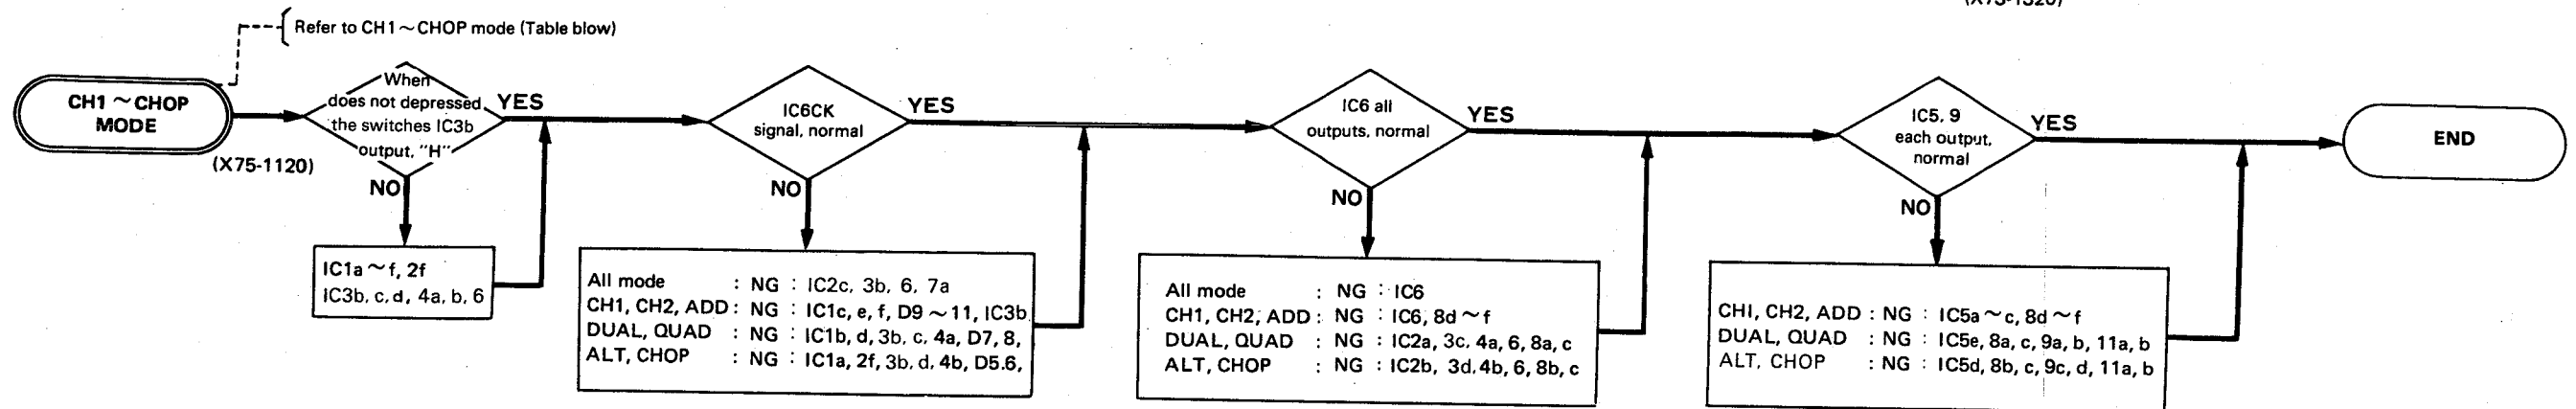 (X75-1520)
Refer to CH1～CHOP mode (Table blow)
CH1 ～CHOP
MODE
(X75-1120)
When
does not depressed
the switches IC3b
output, "H"
YES
NO
IC1a ～f, 2f
IC3b, c, d, 4a, b, 6
IC6CK
signal, normal
YES
NO
All mode : NG : IC2c, 3b, 6, 7a
CH1, CH2, ADD : NG : IC1c, e, f, D9 ～11, IC3b
DUAL, QUAD : NG : IC1b, d, 3b, c, 4a, D7, 8,
ALT, CHOP : NG : IC1a, 2f, 3b, d, 4b, D5.6,
IC6 all
outputs, normal
YES
NO
All mode : NG : IC6
CH1, CH2, ADD : NG : IC6, 8d ～f
DUAL, QUAD : NG : IC2a, 3c, 4a, 6, 8a, c
ALT, CHOP : NG : IC2b, 3d, 4b, 6, 8b, c
IC5, 9
each output,
normal
YES
NO
CHI, CH2, ADD : NG : IC5a ～c, 8d ～f
DUAL, QUAD : NG : IC5e, 8a, c, 9a, b, 11a, b
ALT, CHOP : NG : IC5d, 8b, c, 9c, d, 11a, b
END